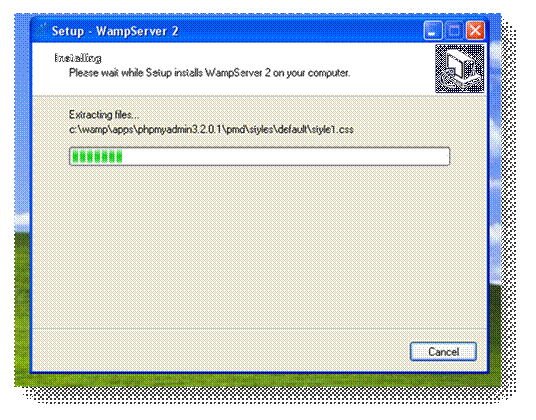 Setup - WampServer 2
Installing
Please wait while Setup installs WampServer 2 on your computer.
Extracting files...
c:\wamp\apps\phpmyadmin3.2.0.1\pmd\styles\default\style1.css
Cancel